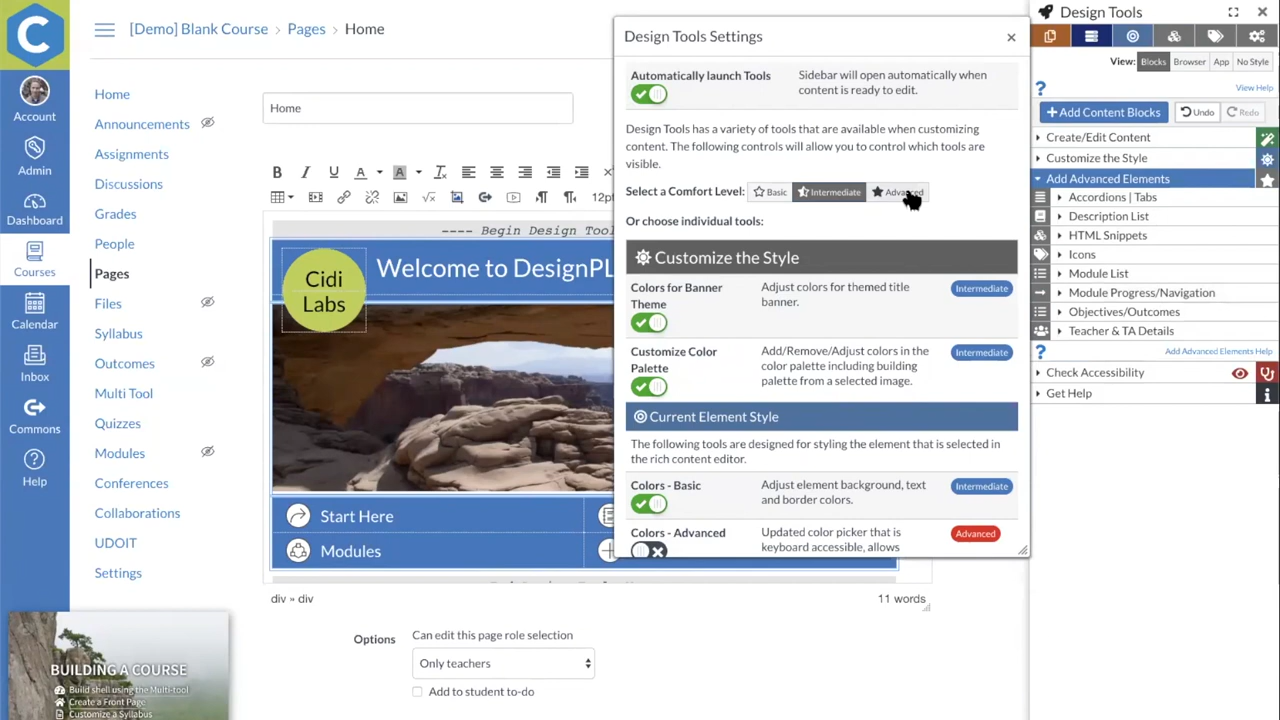 [Demo] Blank Course › Pages › Home
Account
Admin
Dashboard
Courses
Calendar
Inbox
Commons
Help
Home
Announcements
Assignments
Discussions
Grades
People
Pages
Files
Syllabus
Outcomes
Multi Tool
Quizzes
Modules
Conferences
Collaborations
UDOIT
Settings
BUILDING A COURSE
Build shell using the Multi-tool
Create a Front Page
Customize a Syllabus
Home
B I U A A
12pt
---- Begin Design Tool
Cidi
Labs
Welcome to DesignPL
Start Here
Modules
div » div
11 words
Options
Can edit this page role selection
Only teachers
Add to student to-do
Design Tools Settings
Automatically launch Tools
Sidebar will open automatically when
content is ready to edit.
Design Tools has a variety of tools that are available when customizing
content. The following controls will allow you to control which tools are
visible.
Select a Comfort Level: Basic Intermediate Advanced
Or choose individual tools:
Customize the Style
Colors for Banner
Theme
Adjust colors for themed title
banner.
Intermediate
Customize Color
Palette
Add/Remove/Adjust colors in the
color palette including building
palette from a selected image.
Intermediate
Current Element Style
The following tools are designed for styling the element that is selected in
the rich content editor.
Colors - Basic
Adjust element background, text
and border colors.
Intermediate
Colors - Advanced
Updated color picker that is
keyboard accessible, allows
Advanced
Design Tools
View: Blocks Browser App No Style
View Help
Add Content Blocks
Undo
Redo
Create/Edit Content
Customize the Style
Add Advanced Elements
Accordions | Tabs
Description List
HTML Snippets
Icons
Module List
Module Progress/Navigation
Objectives/Outcomes
Teacher & TA Details
Add Advanced Elements Help
Check Accessibility
Get Help